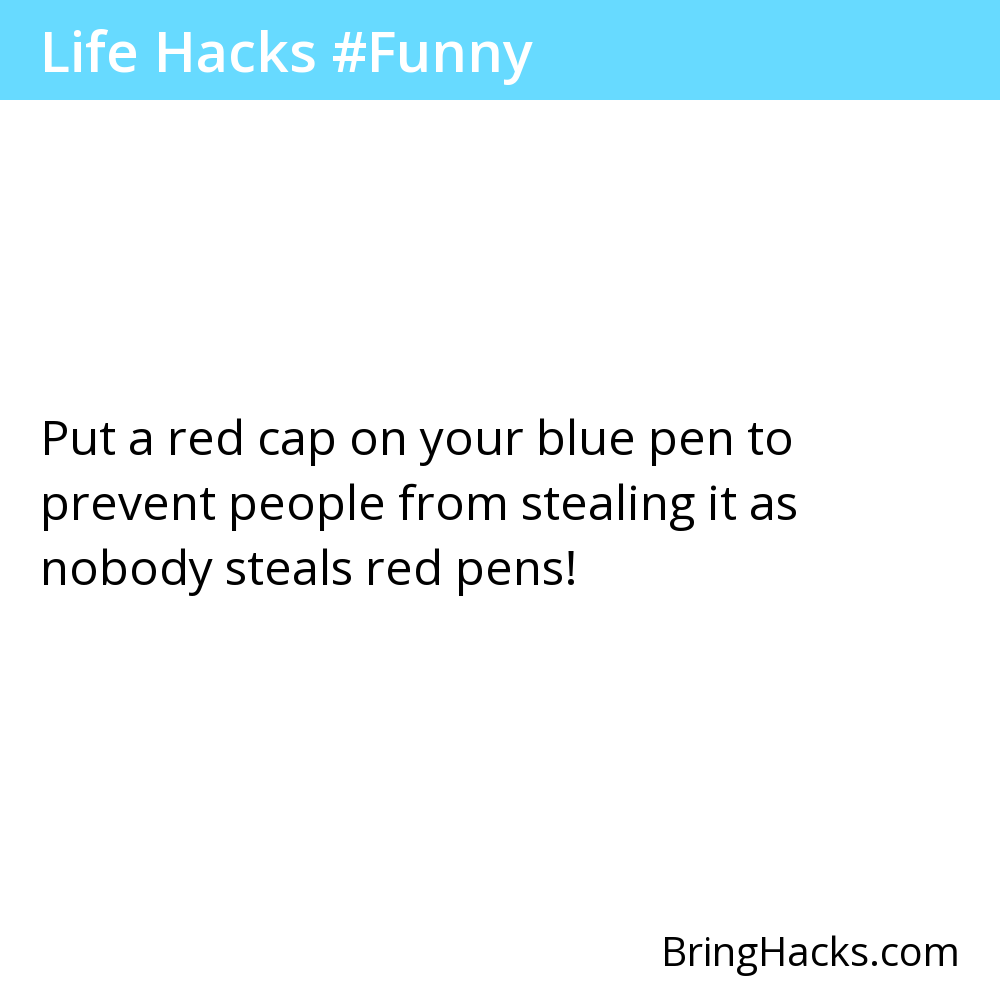 Life Hacks #Funny
Put a red cap on your blue pen to
prevent people from stealing it as
nobody steals red pens!
BringHacks.com